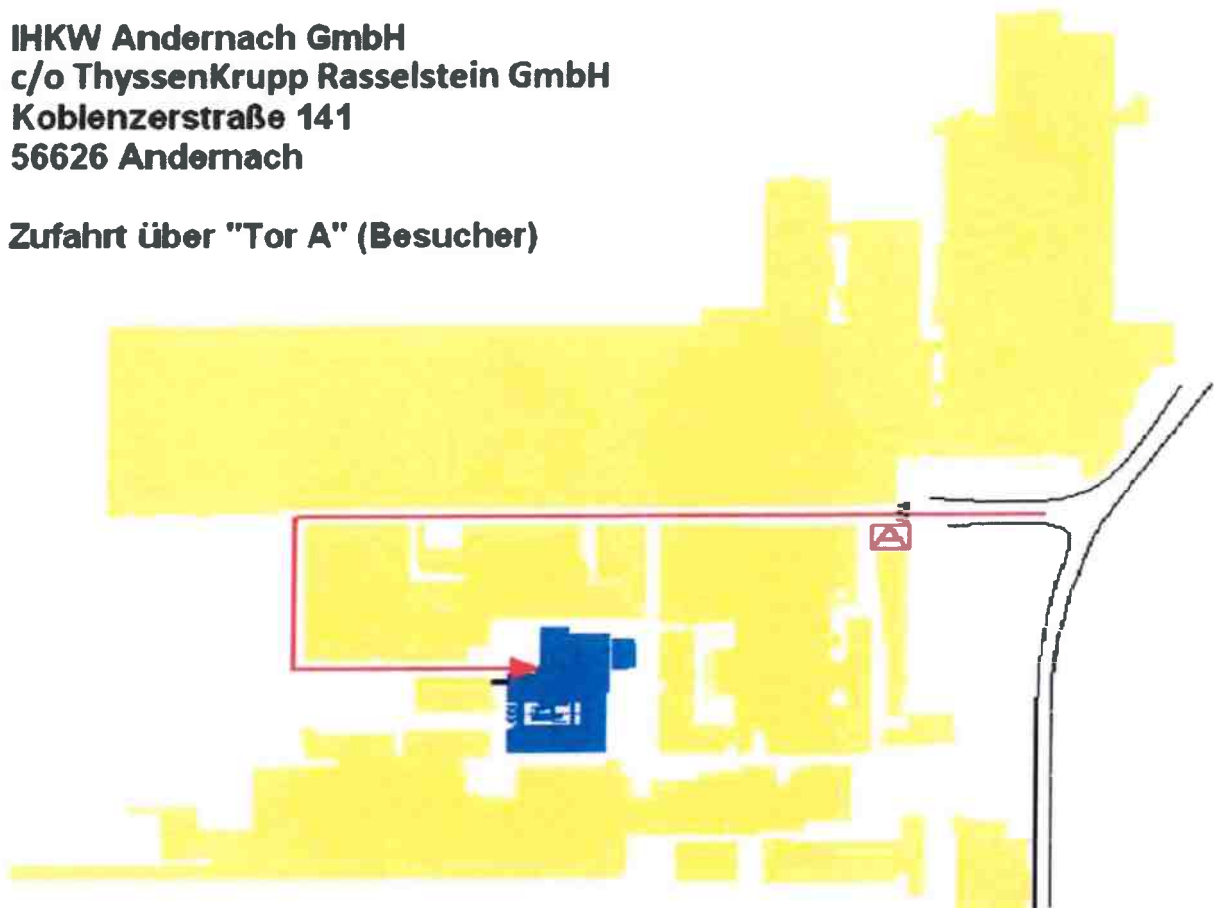 IHKW Andernach GmbH
c/o ThyssenKrupp Rasselstein GmbH
Koblenzerstraße 141
56626 Andernach
Zufahrt über "Tor A" (Besucher)
A